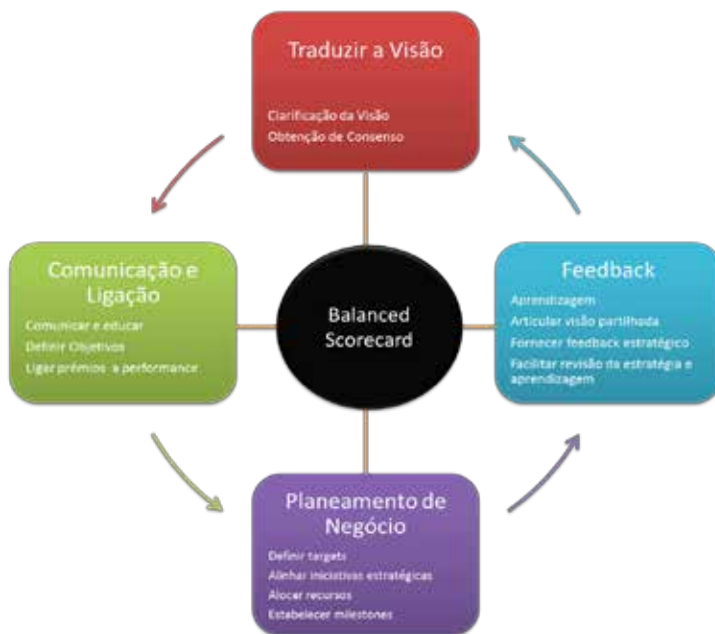 Traduzir a Visão
Clarificação da Visão
Obtenção de Consenso
Comunicação e
Ligação
Comunicar e educar
Definir Objetivos
Ligar prémios a performance
Balanced
Scorecard
Feedback
Aprendizagem
Articular visão partilhada
Fornecer feedback estratégico
Facilitar revisão da estratégia e
aprendizagem
Planeamento de
Negócio
Definir targets
Alinhar iniciativas estratégicas
Alocar recursos
Estabelecer milestones